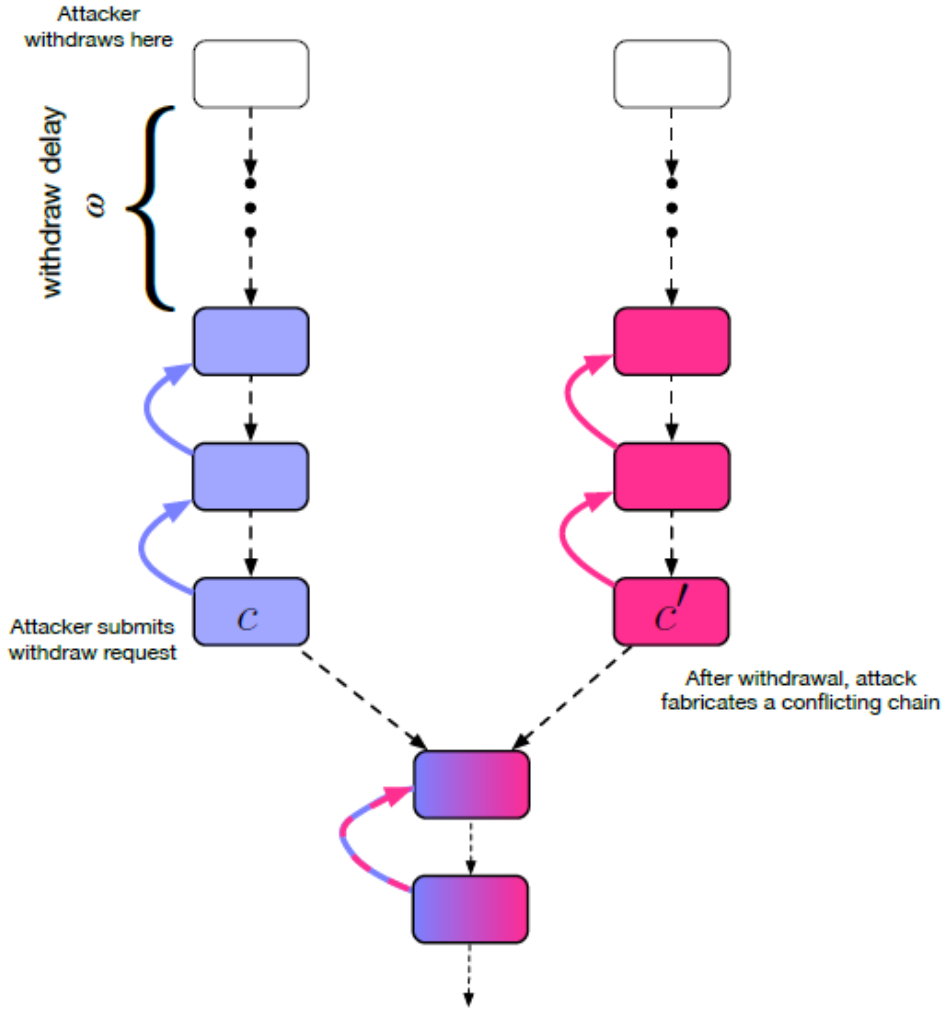 Attacker
withdraws here
withdraw delay
ω
c
c′
Attacker submits
withdraw request
After withdrawal, attack
fabricates a conflicting chain